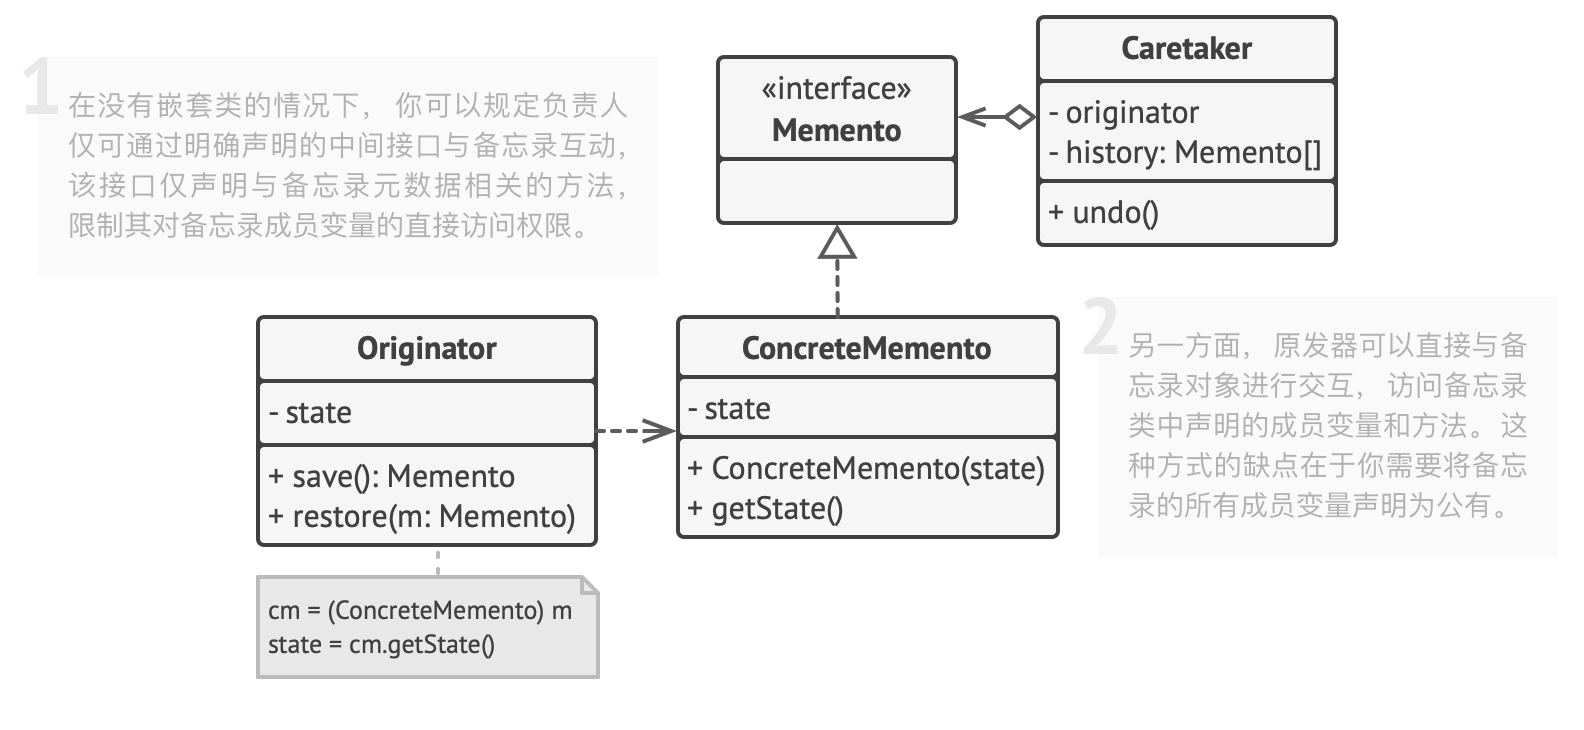 1
在没有嵌套类的情况下， 你可以规定负责人
仅可通过明确声明的中间接口与备忘录互动，
该接口仅声明与备忘录元数据相关的方法，
限制其对备忘录成员变量的直接访问权限。
«interface»
Memento
Caretaker
- originator
- history: Memento[]
+ undo()
Originator
- state
+ save(): Memento
+ restore(m: Memento)
cm = (ConcreteMemento) m
state = cm.getState()
ConcreteMemento
- state
+ ConcreteMemento(state)
+ getState()
2
另一方面， 原发器可以直接与备
忘录对象进行交互， 访问备忘录
类中声明的成员变量和方法。 这
种方式的缺点在于你需要将备忘
录的所有成员变量声明为公有。